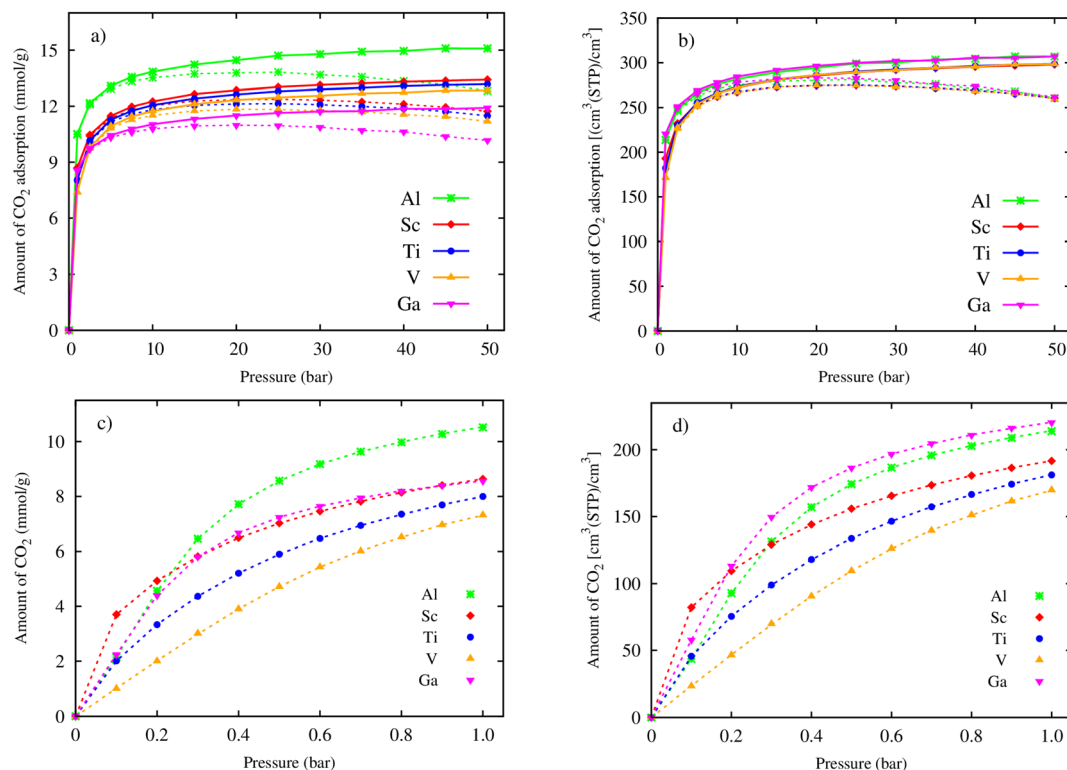 a)
Amount of CO2 adsorption (mmol/g)
15
12
9
6
3
0
0 10 20 30 40 50
Pressure (bar)
Al
Sc
Ti
V
Ga
b)
Amount of CO2 adsorption [(cm3(STP)/cm3]
350
300
250
200
150
100
50
0
0 10 20 30 40 50
Pressure (bar)
Al
Sc
Ti
V
Ga
c)
Amount of CO2 (mmol/g)
10
8
6
4
2
0
0 0.2 0.4 0.6 0.8 1.0
Pressure (bar)
Al
Sc
Ti
V
Ga
d)
Amount of CO2 [cm3(STP)/cm3]
200
150
100
50
0
0 0.2 0.4 0.6 0.8 1.0
Pressure (bar)
Al
Sc
Ti
V
Ga